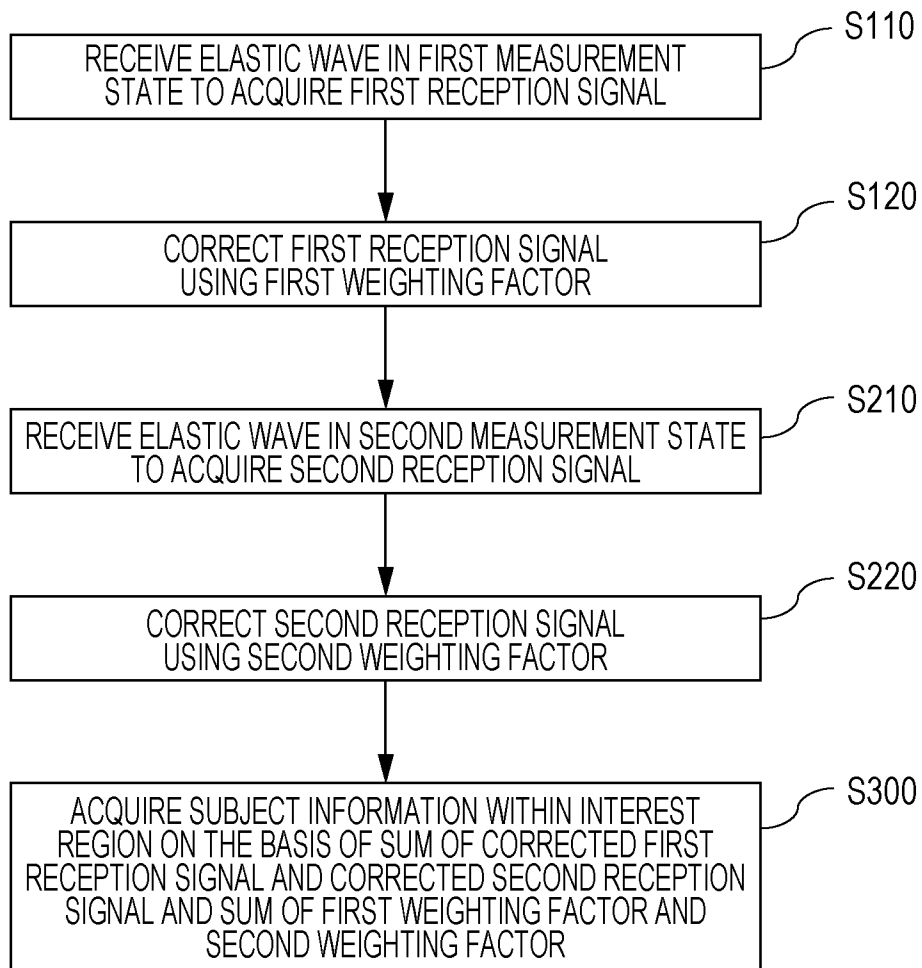 S110
RECEIVE ELASTIC WAVE IN FIRST MEASUREMENT
STATE TO ACQUIRE FIRST RECEPTION SIGNAL
S120
CORRECT FIRST RECEPTION SIGNAL
USING FIRST WEIGHTING FACTOR
S210
RECEIVE ELASTIC WAVE IN SECOND MEASUREMENT STATE
TO ACQUIRE SECOND RECEPTION SIGNAL
S220
CORRECT SECOND RECEPTION SIGNAL
USING SECOND WEIGHTING FACTOR
S300
ACQUIRE SUBJECT INFORMATION WITHIN INTEREST
REGION ON THE BASIS OF SUM OF CORRECTED FIRST
RECEPTION SIGNAL AND CORRECTED SECOND RECEPTION
SIGNAL AND SUM OF FIRST WEIGHTING FACTOR AND
SECOND WEIGHTING FACTOR